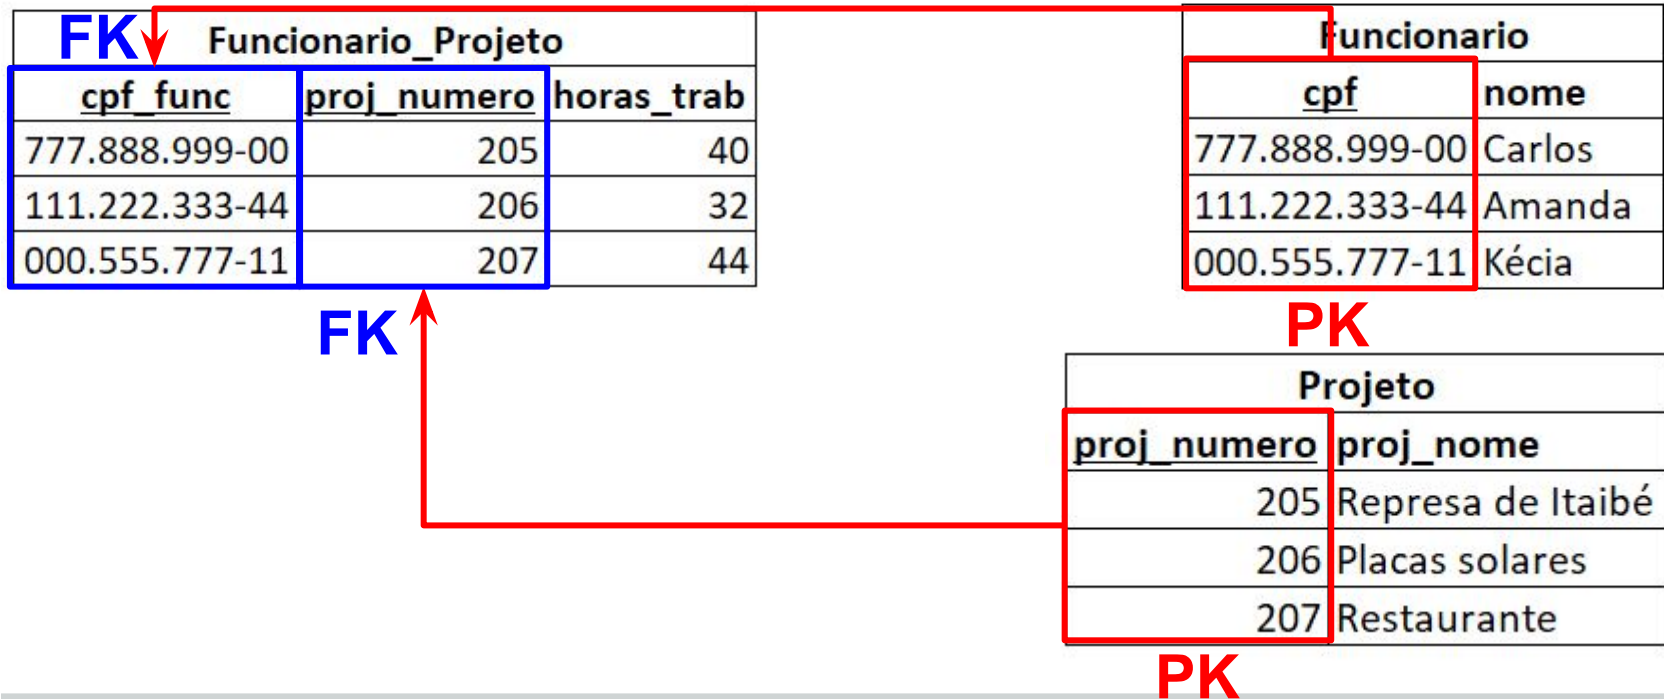 FK Funcionario_Projeto
cpf_func proj_numero horas_trab
777.888.999-00 205 40
111.222.333-44 206 32
000.555.777-11 207 44
FK
Funcionario
cpf nome
777.888.999-00 Carlos
111.222.333-44 Amanda
000.555.777-11 Kécia
PK
Projeto
proj_numero proj_nome
205 Represa de Itaibé
206 Placas solares
207 Restaurante
PK